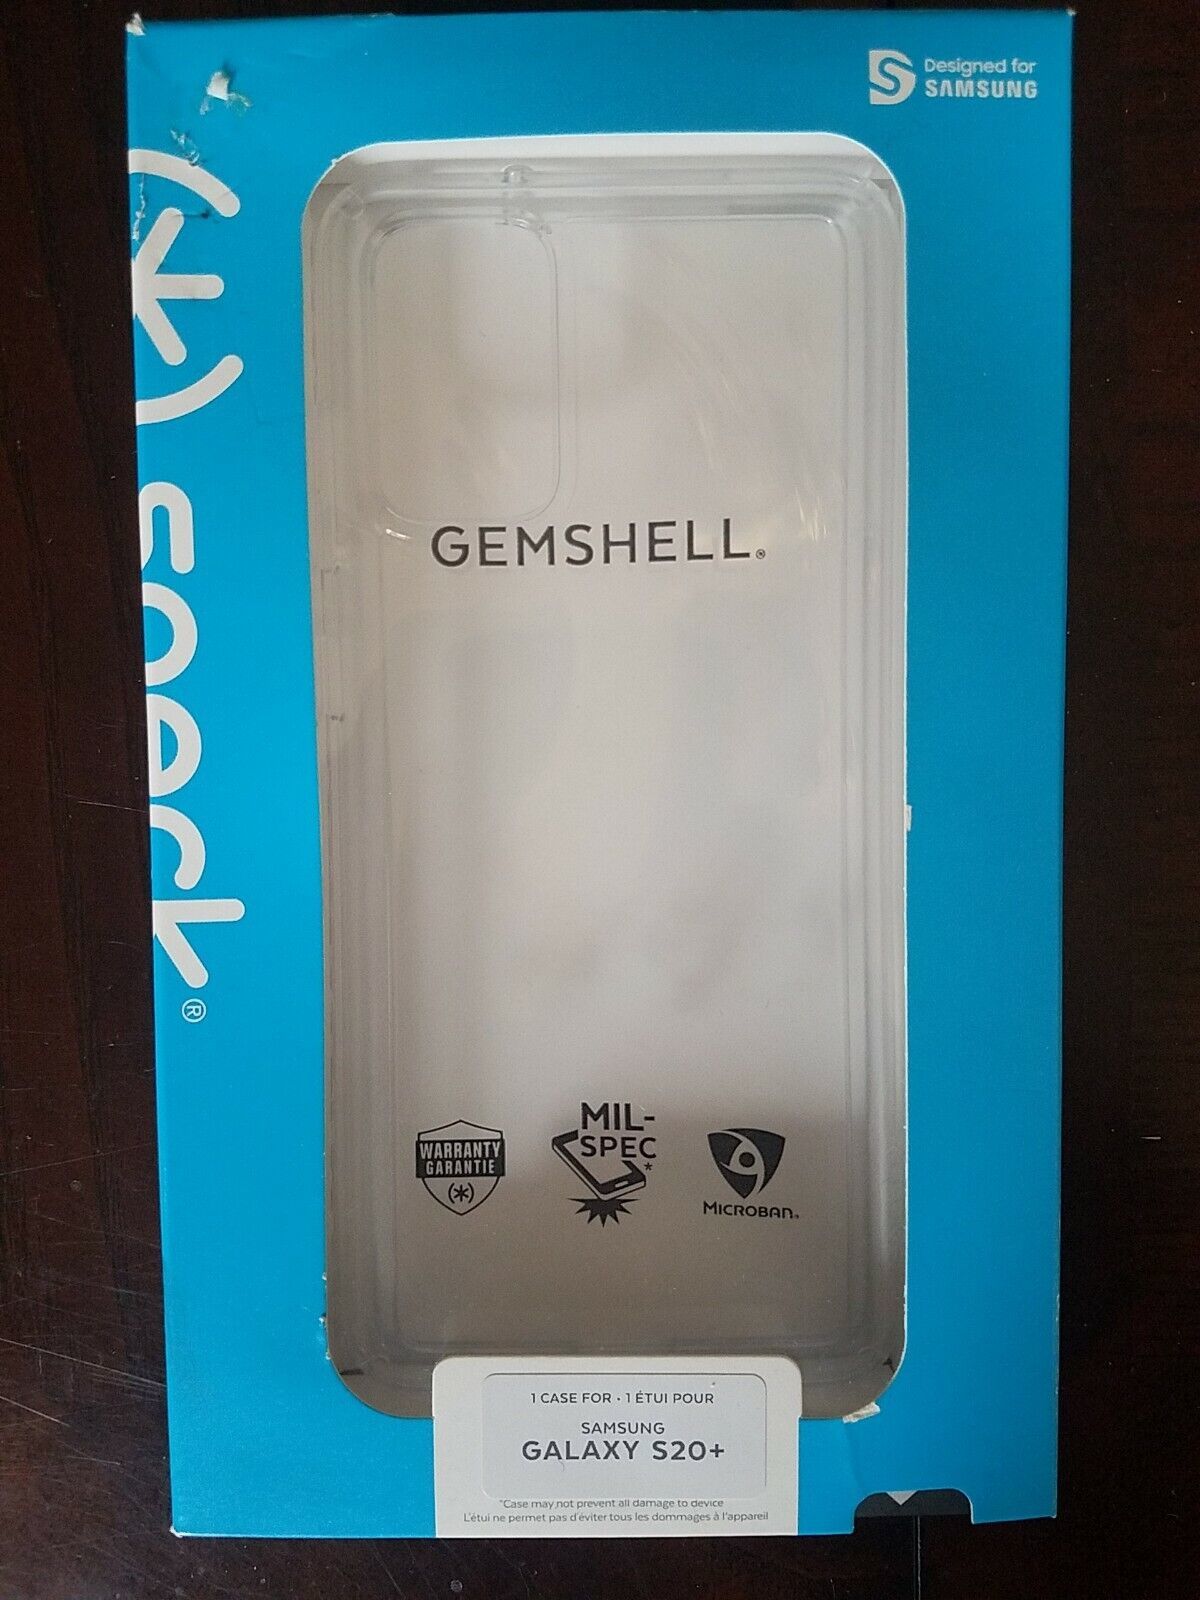 Designed for
SAMSUNG
(*) speck®
GEMSHELL®
WARRANTY
GARANTIE
(*)
MIL-
SPEC
*
MICROBAN®
1 CASE FOR • 1 ÉTUI POUR
SAMSUNG
GALAXY S20+
*Case may not prevent all damage to device
L'étui ne permet pas d'éviter tous les dommages à l'appareil